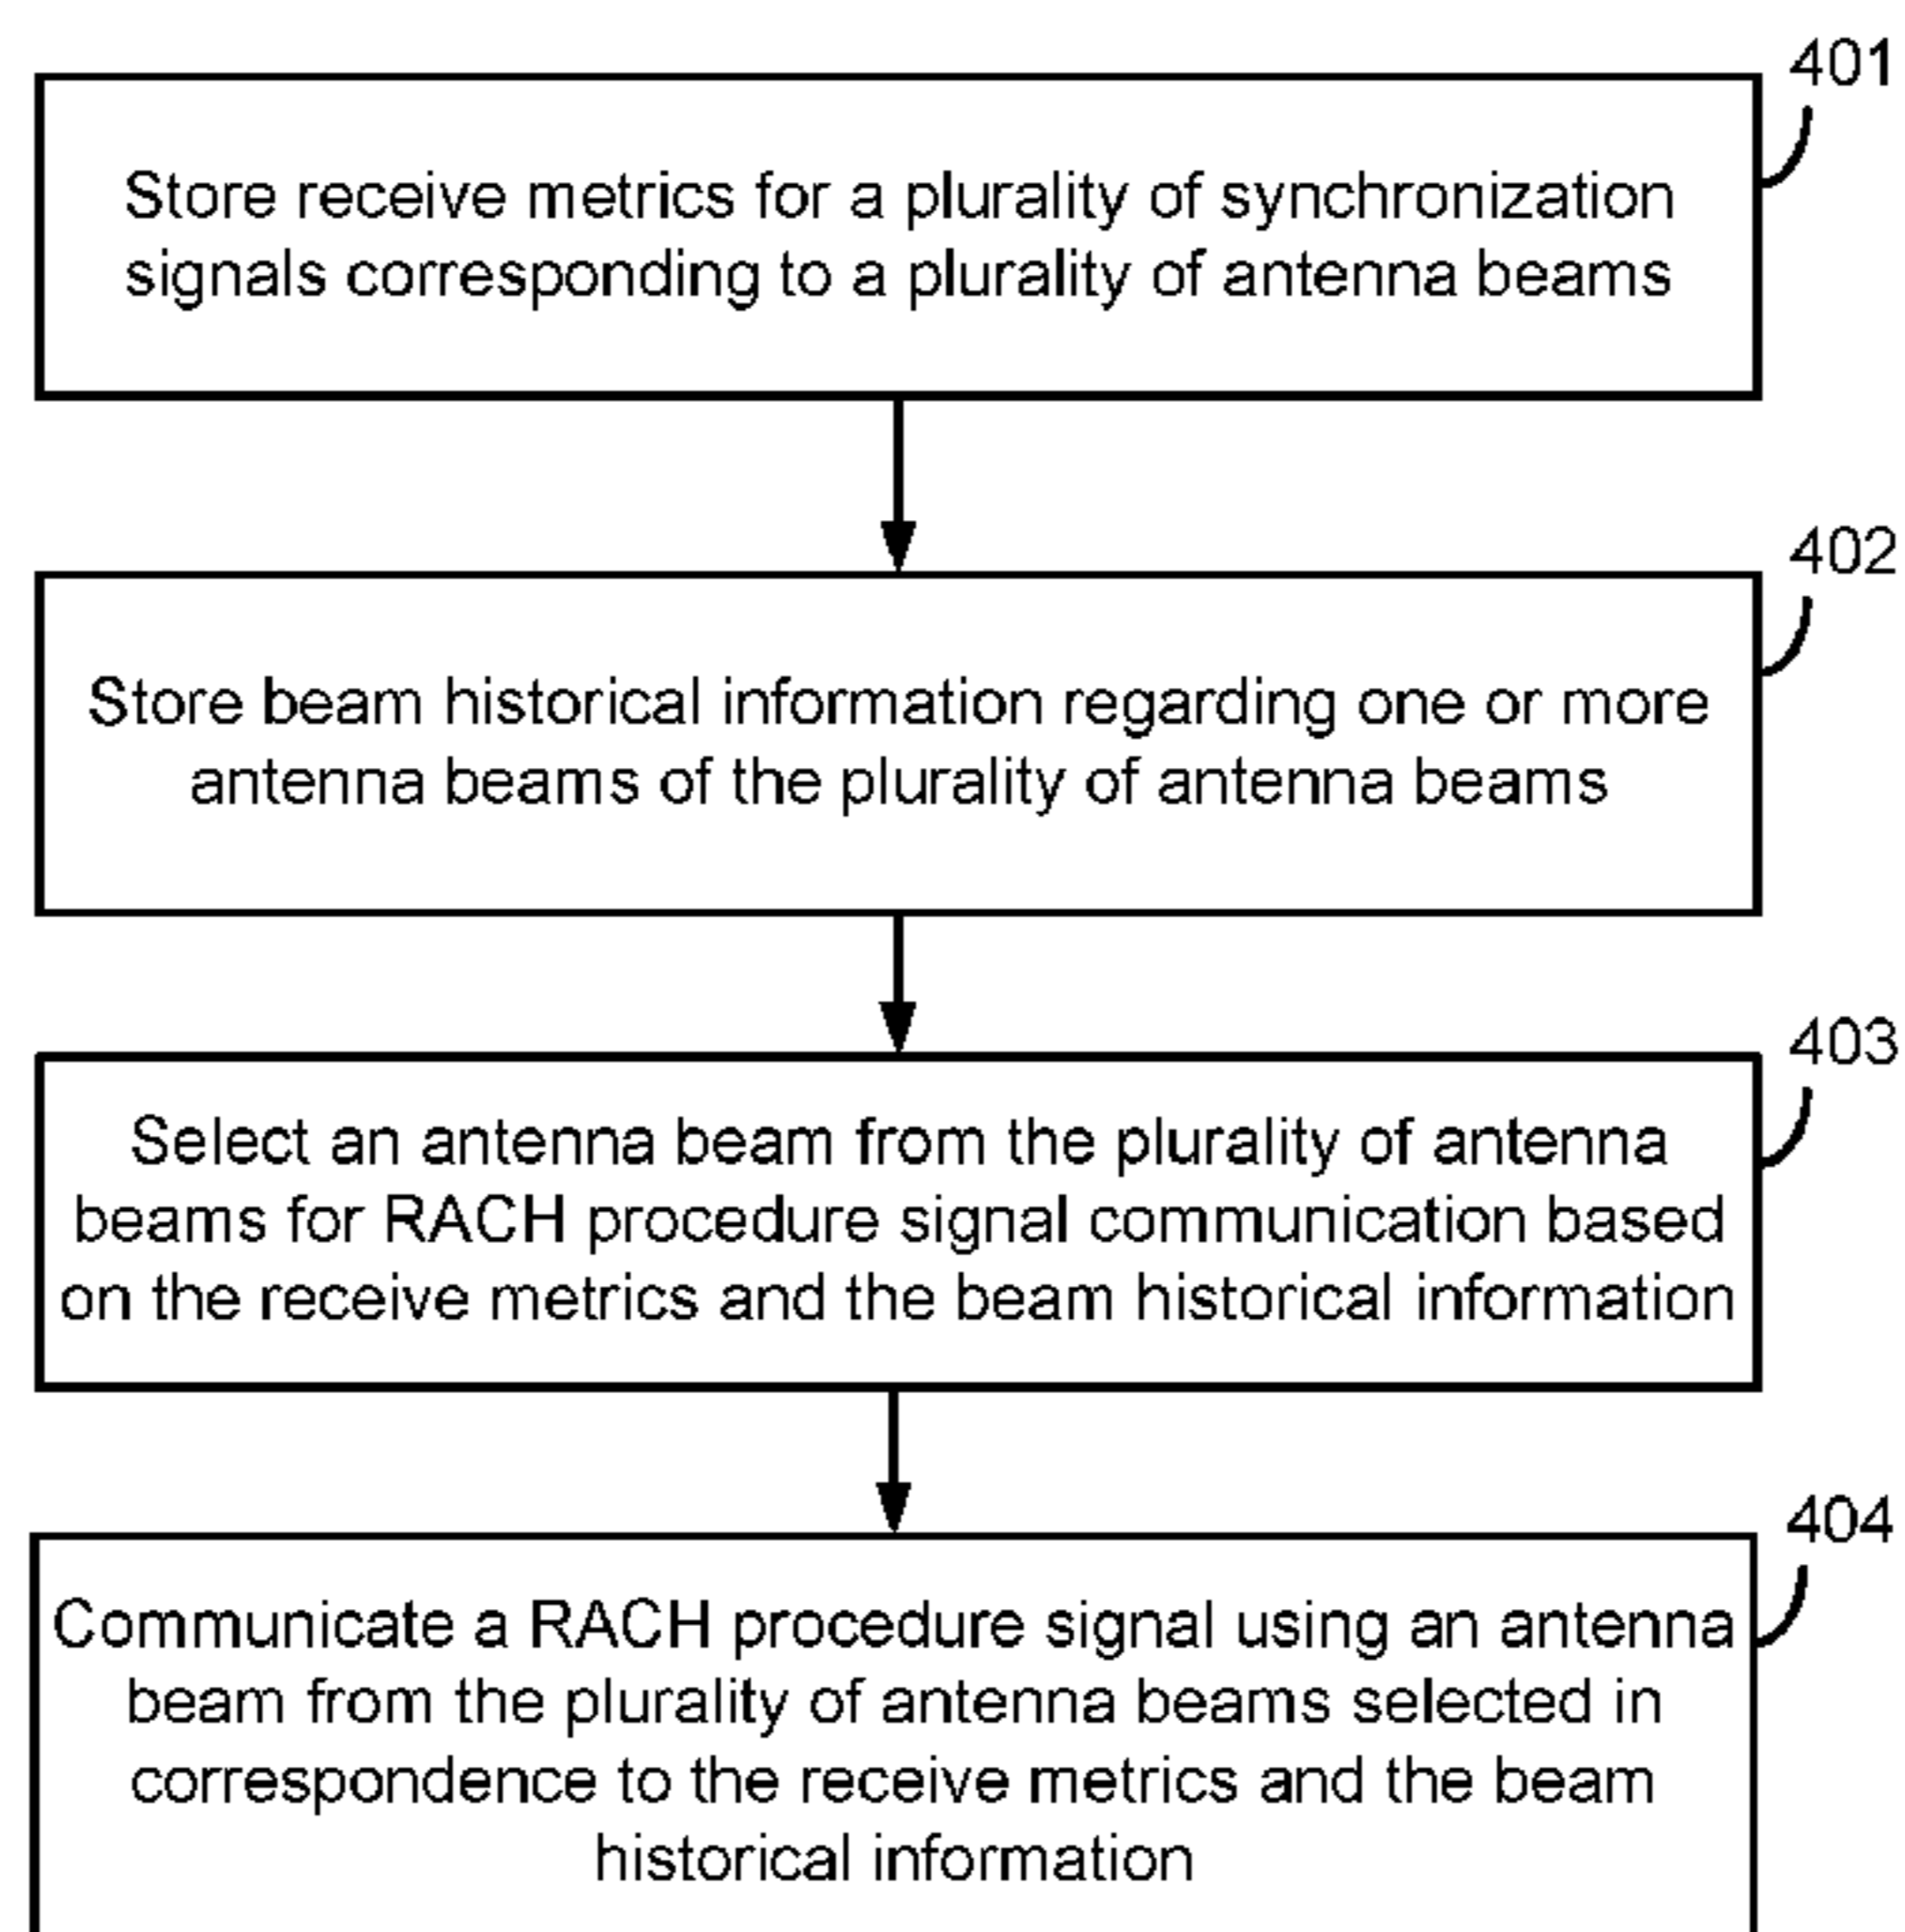 401
Store receive metrics for a plurality of synchronization
signals corresponding to a plurality of antenna beams
402
Store beam historical information regarding one or more
antenna beams of the plurality of antenna beams
403
Select an antenna beam from the plurality of antenna
beams for RACH procedure signal communication based
on the receive metrics and the beam historical information
404
Communicate a RACH procedure signal using an antenna
beam from the plurality of antenna beams selected in
correspondence to the receive metrics and the beam
historical information